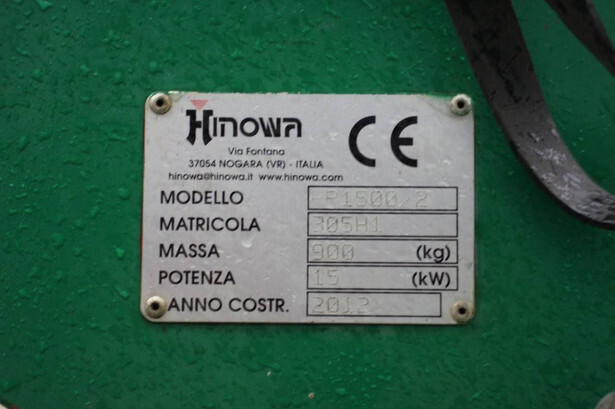 HINOWA
CE
Via Fontana
37054 NOGARA (VR) - ITALIA
hinowa@hinowa.it www.hinowa.com
MODELLO
MATRICOLA 305H1
MASSA 900 (kg)
POTENZA 15 (kW)
ANNO COSTR. 2012